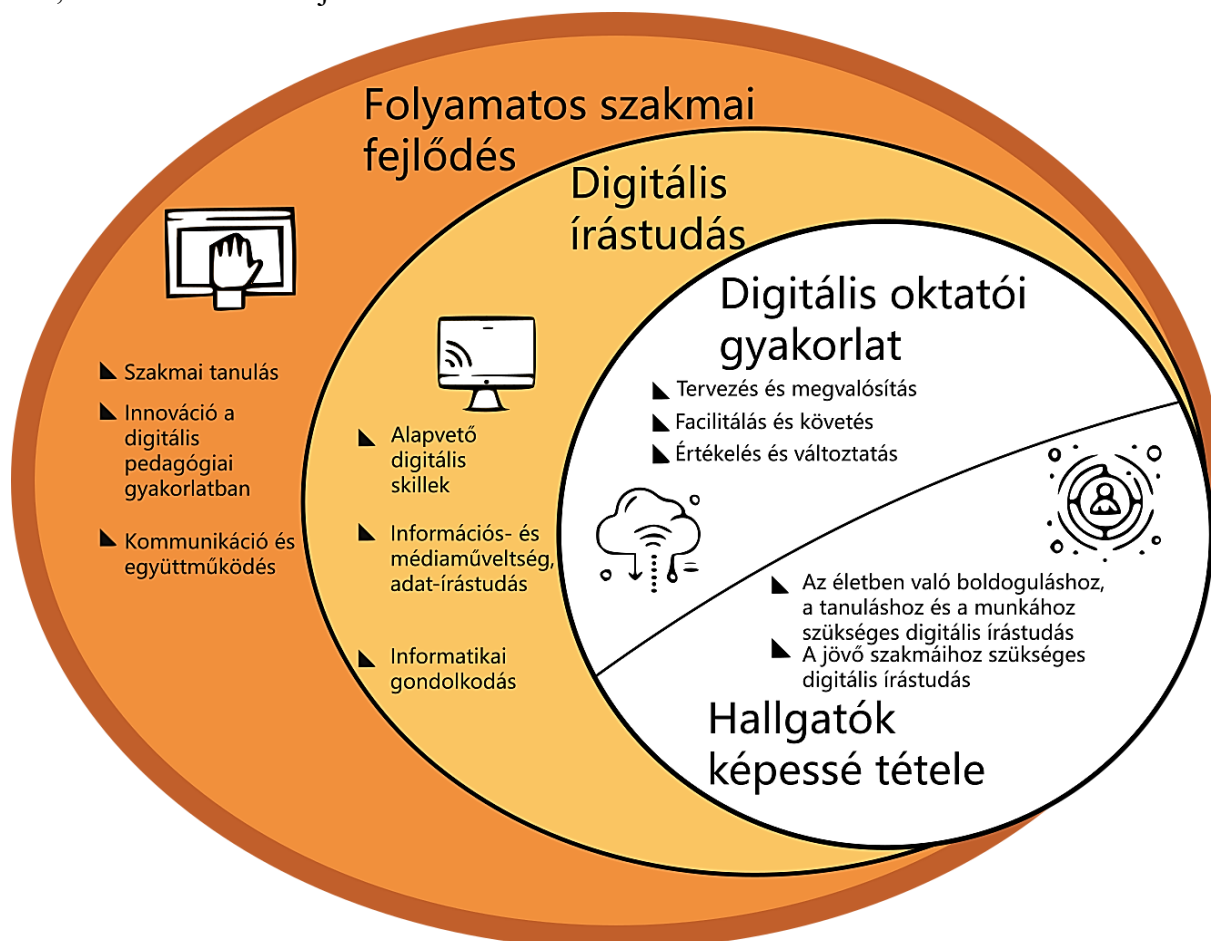 Folyamatos szakmai
fejlődés
Szakmai tanulás
Innováció a
digitális
pedagógiai
gyakorlatban
Kommunikáció és
együttműködés
Digitális
írástudás
Alapvető
digitális
skillek
Információs- és
médiaműveltség,
adat-írástudás
Informatikai
gondolkodás
Digitális oktatói
gyakorlat
Tervezés és megvalósítás
Facilitálás és követés
Értékelés és változtatás
Az életben való boldoguláshoz,
a tanuláshoz és a munkához
szükséges digitális írástudás
A jövő szakmáihoz szükséges
digitális írástudás
Hallgatók
képessé tétele